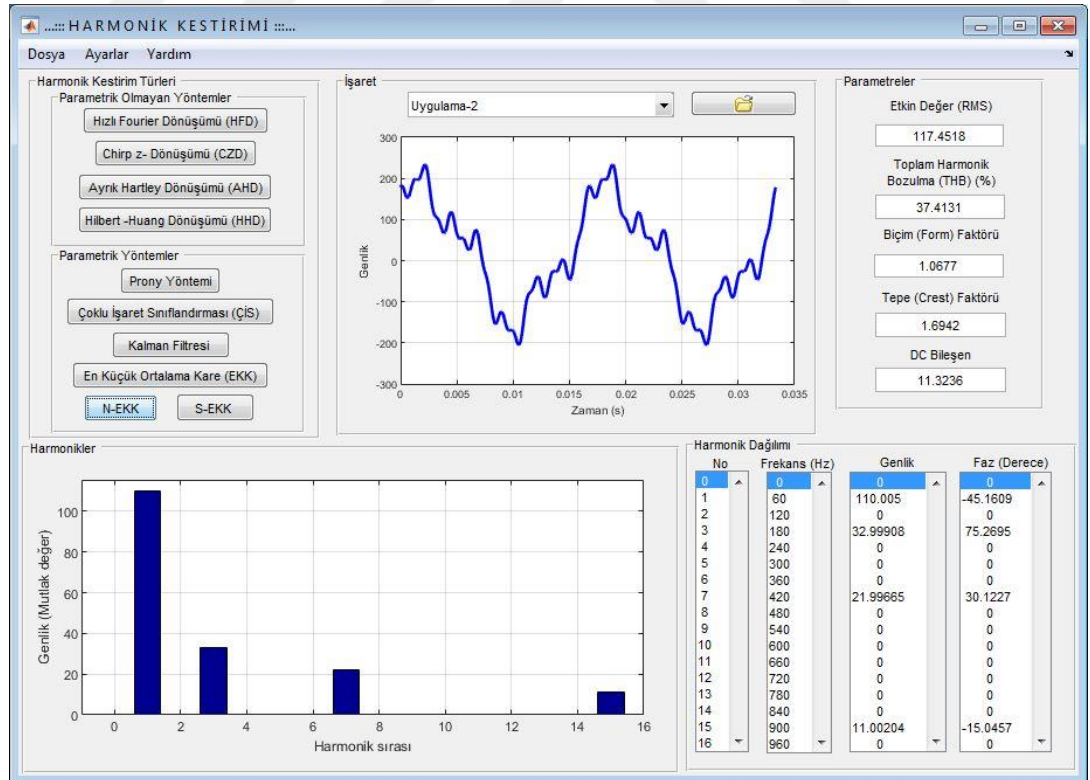 ...::: HARMONİK KESTİRİMİ :::...
Dosya Ayarlar Yardım
Harmonik Kestirim Türleri
Parametrik Olmayan Yöntemler
Hızlı Fourier Dönüşümü (HFD)
Chirp z- Dönüşümü (CZD)
Ayrık Hartley Dönüşümü (AHD)
Hilbert -Huang Dönüşümü (HHD)
Parametrik Yöntemler
Prony Yöntemi
Çoklu İşaret Sınıflandırması (ÇİS)
Kalman Filtresi
En Küçük Ortalama Kare (EKK)
N-EKK S-EKK
İşaret
Uygulama-2
300
200
100
0
-100
-200
-300
Genlik
0 0.005 0.01 0.015 0.02 0.025 0.03 0.035
Zaman (s)
Parametreler
Etkin Değer (RMS)
117.4518
Toplam Harmonik
Bozulma (THB) (%)
37.4131
Biçim (Form) Faktörü
1.0677
Tepe (Crest) Faktörü
1.6942
DC Bileşen
11.3236
Harmonikler
Genlik (Mutlak değer)
100
80
60
40
20
0
0 2 4 6 8 10 12 14 16
Harmonik sırası
Harmonik Dağılımı
No Frekans (Hz) Genlik Faz (Derece)
0 0 0 0
1 60 110.005 -45.1609
2 120 0 0
3 180 32.99908 75.2695
4 240 0 0
5 300 0 0
6 360 0 0
7 420 21.99665 30.1227
8 480 0 0
9 540 0 0
10 600 0 0
11 660 0 0
12 720 0 0
13 780 0 0
14 840 0 0
15 900 11.00204 -15.0457
16 960 0 0